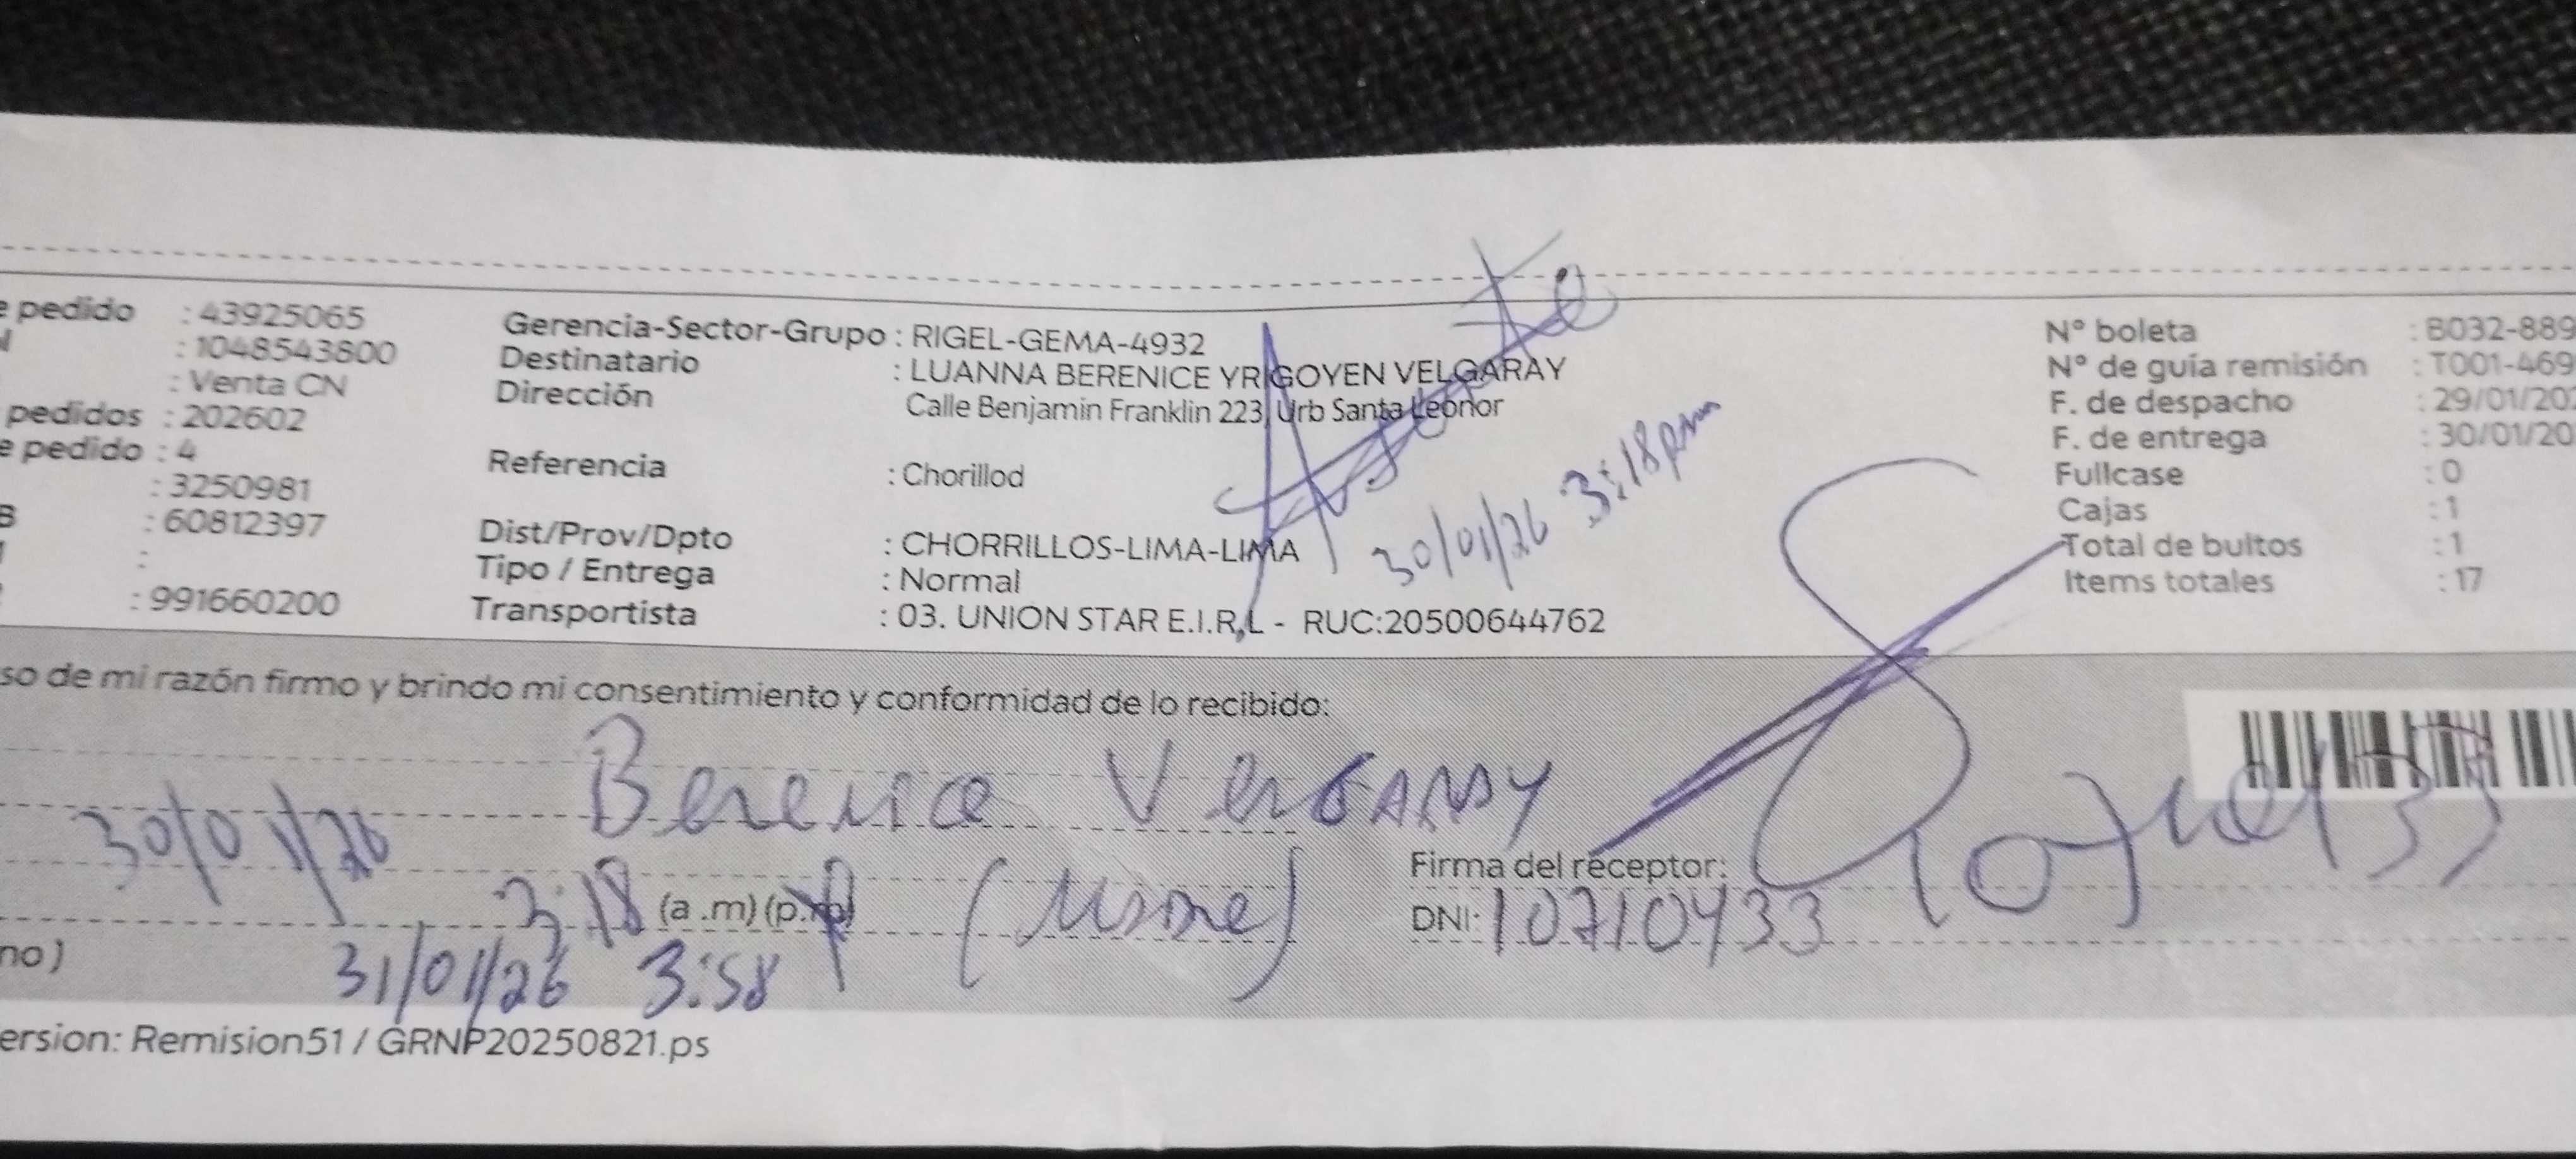 e pedido : 43925065
: 1048543800
: Venta CN
pedidos : 202602
e pedido : 4
: 3250981
B : 60812397
:
: 991660200
Gerencia-Sector-Grupo : RIGEL-GEMA-4932
Destinatario : LUANNA BERENICE YRIGOYEN VELGARAY
Dirección : Calle Benjamin Franklin 223, Urb Santa Leonor
Referencia : Chorillod
Dist/Prov/Dpto : CHORRILLOS-LIMA-LIMA
Tipo / Entrega : Normal
Transportista : 03. UNION STAR E.I.R.L - RUC:20500644762
Ausente
30/01/26 3:18pm
N° boleta : B032-889
N° de guía remisión : T001-469
F. de despacho : 29/01/202
F. de entrega : 30/01/20
Fullcase : 0
Cajas : 1
Total de bultos : 1
Items totales : 17
so de mi razón firmo y brindo mi consentimiento y conformidad de lo recibido:
Berenice VerGARAY
30/01/26
3:18 (a .m) (p.m)
Firma del receptor:
DNI: 10710433
no)
31/01/26 3:58
ersion: Remision51 / GRNP20250821.ps